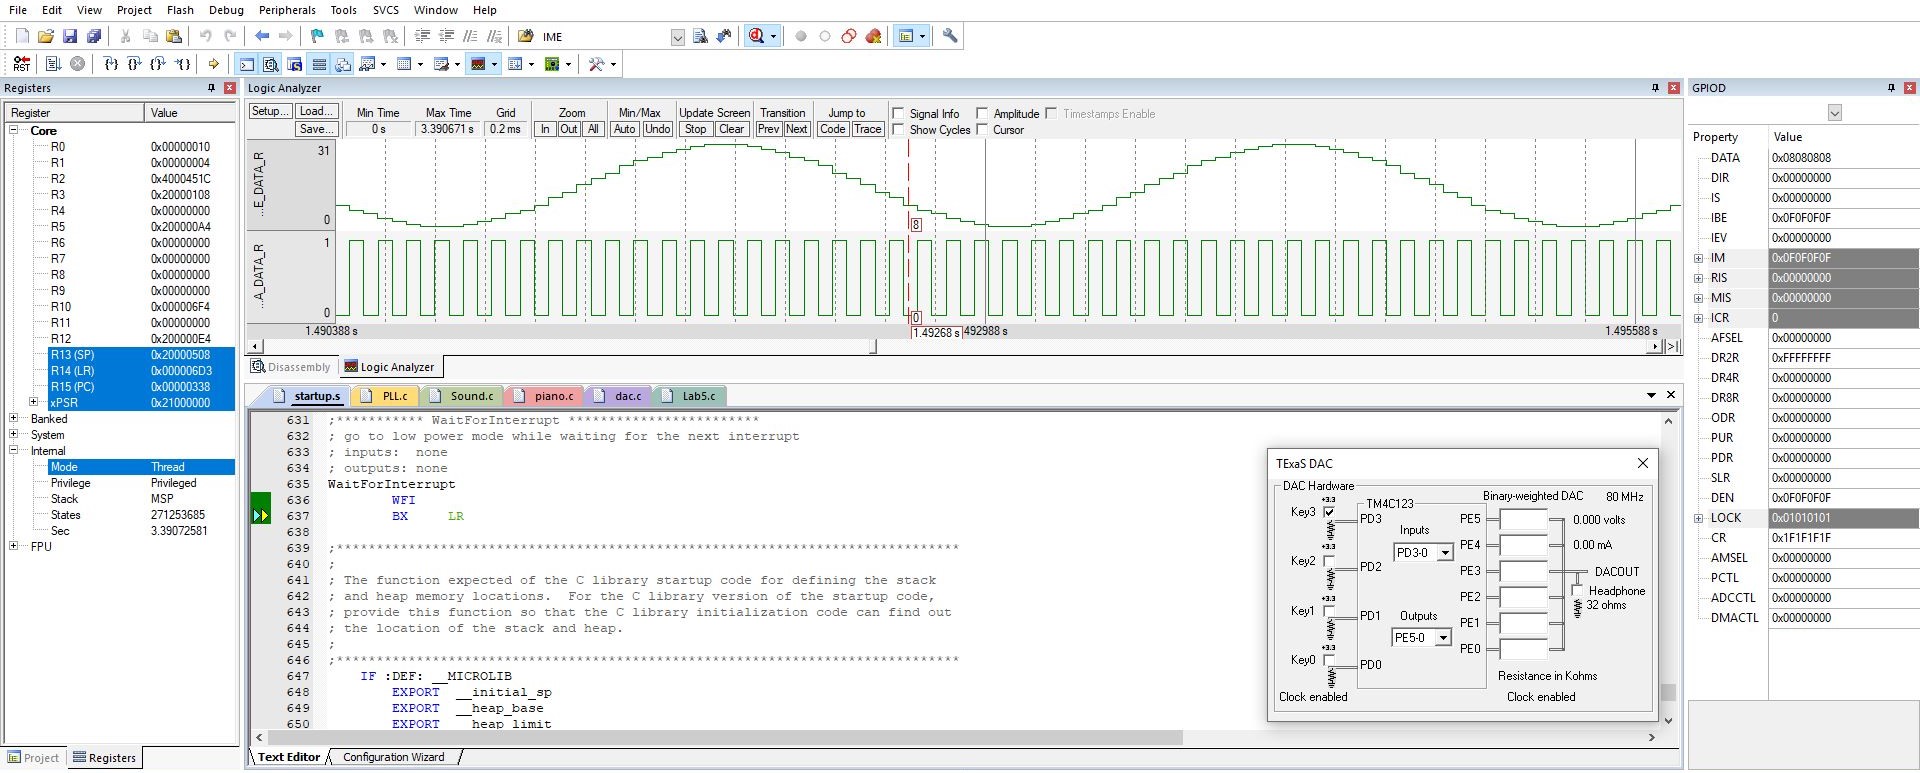 File Edit View Project Flash Debug Peripherals Tools SVCS Window Help
IME
RST
Registers
Register Value
Core
R0 0x00000010
R1 0x00000004
R2 0x4000451C
R3 0x20000108
R4 0x00000000
R5 0x200000A4
R6 0x00000000
R7 0x00000000
R8 0x00000000
R9 0x00000000
R10 0x000006F4
R11 0x00000000
R12 0x200000E4
R13 (SP) 0x20000508
R14 (LR) 0x000006D3
R15 (PC) 0x00000338
xPSR 0x21000000
Banked
System
Internal
Mode Thread
Privilege Privileged
Stack MSP
States 271253685
Sec 3.39072581
FPU
Project Registers
Logic Analyzer
Setup... Load... Min Time Max Time Grid Zoom Min/Max Update Screen Transition Jump to Signal Info Amplitude Timestamps Enable
Save... 0 s 3.390671 s 0.2 ms In Out All Auto Undo Stop Clear Prev Next Code Trace Show Cycles Cursor
...E_DATA_R
31
0
8
...A_DATA_R
1
0
0
1.490388 s 1.49268 s 492988 s 1.495588 s
Disassembly Logic Analyzer
startup.s PLL.c Sound.c piano.c dac.c Lab5.c
631 ;*********** WaitForInterrupt ************************
632 ; go to low power mode while waiting for the next interrupt
633 ; inputs:  none
634 ; outputs: none
635 WaitForInterrupt
636 WFI
637 BX LR
638
639 ;******************************************************************************
640 ;
641 ; The function expected of the C library startup code for defining the stack
642 ; and heap memory locations.  For the C library version of the startup code,
643 ; provide this function so that the C library initialization code can find out
644 ; the location of the stack and heap.
645 ;
646 ;******************************************************************************
647 IF :DEF: __MICROLIB
648 EXPORT __initial_sp
649 EXPORT __heap_base
650 EXPORT __heap_limit
Text Editor Configuration Wizard
TExaS DAC
DAC Hardware
TM4C123
Binary-weighted DAC 80 MHz
+3.3
Key3 PD3 PE5 0.000 volts
Inputs
+3.3
PD3-0 PE4 0.00 mA
Key2 PD2 PE3 DACOUT
Headphone
32 ohms
+3.3
PE2
Key1 PD1 Outputs PE1
+3.3
PE5-0
Key0 PD0 PE0
Resistance in Kohms
Clock enabled Clock enabled
GPIOD
Property Value
DATA 0x08080808
DIR 0x00000000
IS 0x00000000
IBE 0x0F0F0F0F
IEV 0x00000000
IM 0x0F0F0F0F
RIS 0x00000000
MIS 0x00000000
ICR 0
AFSEL 0x00000000
DR2R 0xFFFFFFFF
DR4R 0x00000000
DR8R 0x00000000
ODR 0x00000000
PUR 0x00000000
PDR 0x00000000
SLR 0x00000000
DEN 0x0F0F0F0F
LOCK 0x01010101
CR 0x1F1F1F1F
AMSEL 0x00000000
PCTL 0x00000000
ADCCTL 0x00000000
DMACTL 0x00000000